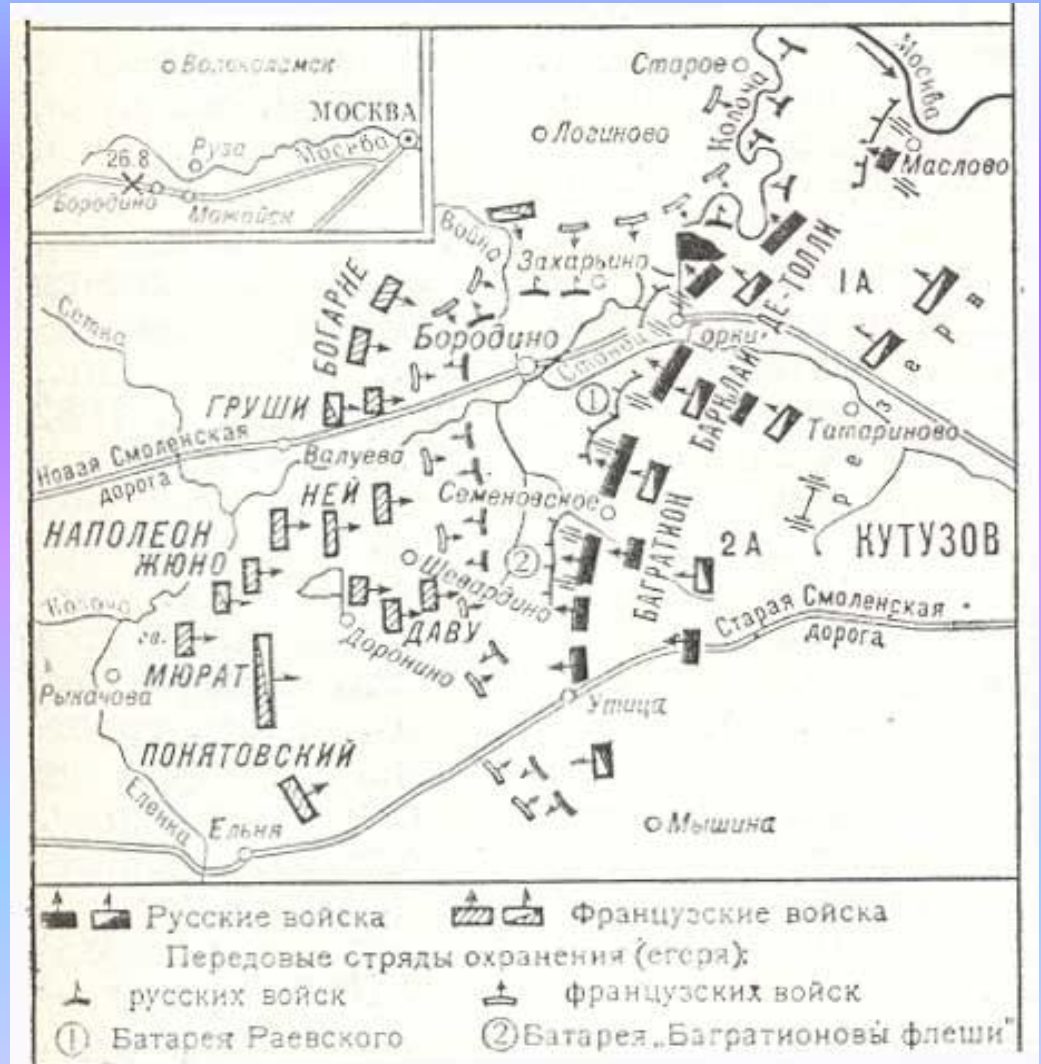 Волоколамск
МОСКВА
Руза
Москва
26.8
Бородино
Можайск
Старое
Москва
Колоча
Логиново
Маслово
Война
Захарьино
БОГАРНЕ
ДЕ-ТОЛЛИ
1А
Сетка
Бородино
Стонец
Горки
резерв
ГРУШИ
БАРКЛАЙ
①
Татариново
Новая Смоленская
дорога
Валуева
НЕЙ
Семеновское
НАПОЛЕОН
ЖЮНО
②
БАГРАТИОН
2А
КУТУЗОВ
Шевардино
Колоча
Старая Смоленская
дорога
ДАВУ
гв.
Доронино
МЮРАТ
Рыкачова
Утица
ПОНЯТОВСКИЙ
Еленка
Ельня
Мышина
Русские войска
Французские войска
Передовые стряды охранения (егеря):
русских войск
французских войск
① Батарея Раевского
② Батарея „Багратионовы флеши"